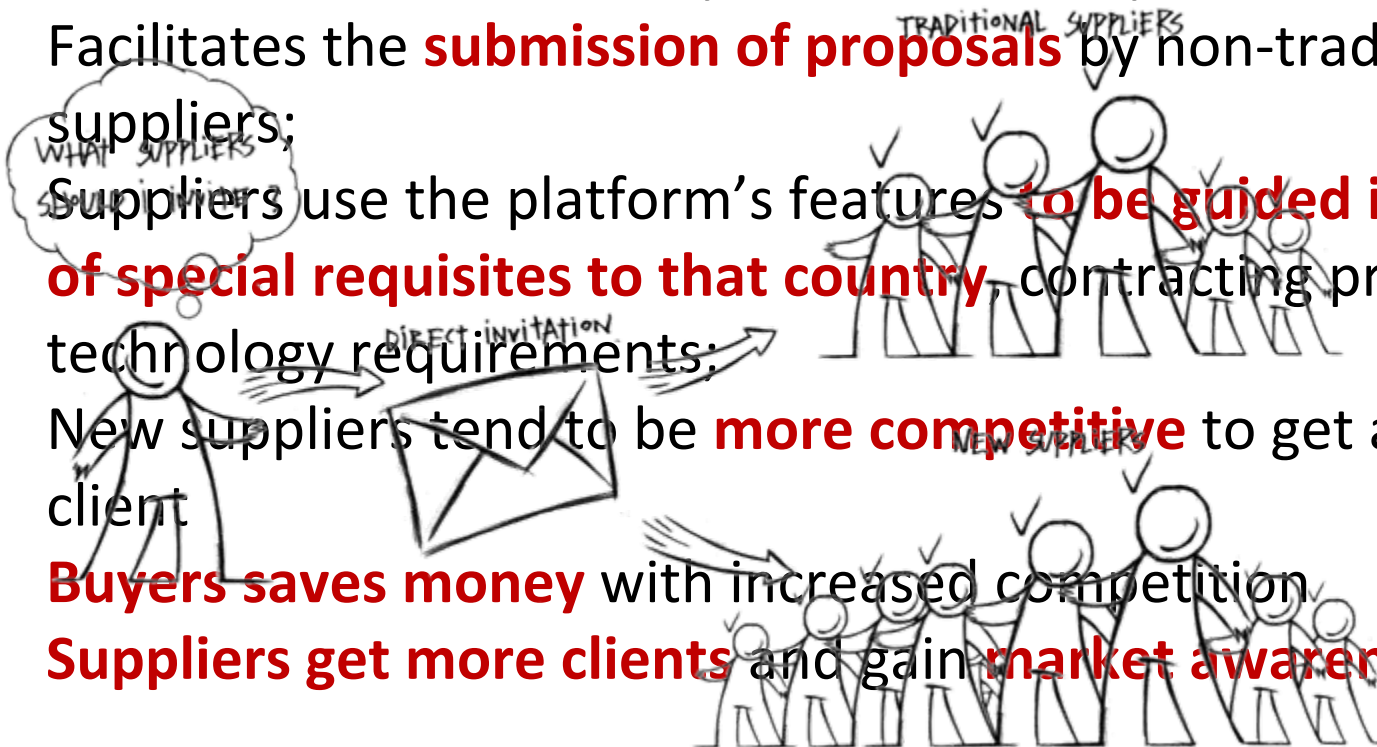 TRADITIONAL SUPPLIERS
Facilitates the submission of proposals by non-trad
suppliers;
WHAT SUPPLIERS
SHOULD I INVITE?
Suppliers use the platform’s features to be guided i
of special requisites to that country, contracting pr
DIRECT INVITATION
technology requirements;
New suppliers tend to be more competitive to get a
NEW SUPPLIERS
client
Buyers saves money with increased competition
Suppliers get more clients and gain market awaren